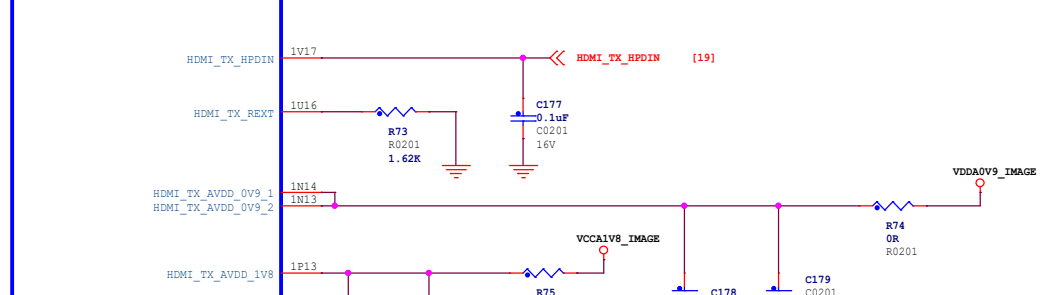 HDMI_TX_HPDIN
1V17
HDMI_TX_HPDIN [19]
HDMI_TX_REXT
1U16
R73
R0201
1.62K
C177
0.1uF
C0201
16V
HDMI_TX_AVDD_0V9_1
1N14
HDMI_TX_AVDD_0V9_2
1N13
VDDA0V9_IMAGE
R74
0R
R0201
VCCA1V8_IMAGE
HDMI_TX_AVDD_1V8
1P13
R75
C178
C179
C0201